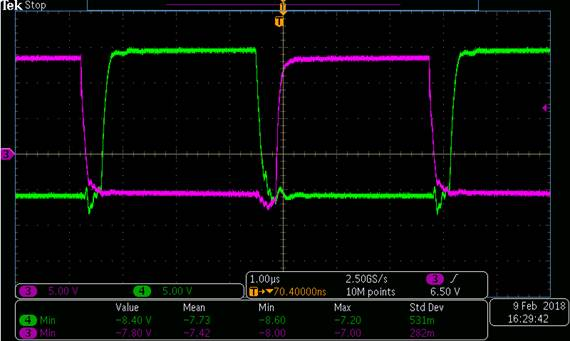 Tek Stop
T
T
3
3 5.00 V 4 5.00 V
1.00µs 2.50GS/s 3
T→▼70.40000ns 10M points 6.50 V
Value Mean Min Max Std Dev
4 Min −8.40 V −7.73 −8.60 −7.20 531m
3 Min −7.80 V −7.42 −8.00 −7.00 282m
9 Feb 2018
16:29:42